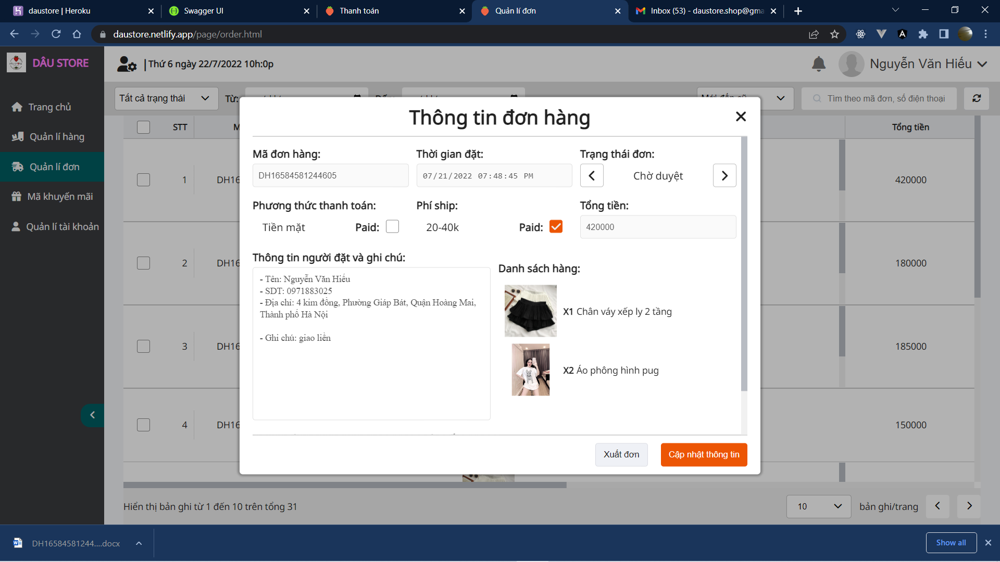 daustore | Heroku
Swagger UI
Thanh toán
Quản lí đơn
Inbox (53) - daustore.shop@gma
daustore.netlify.app/page/order.html
DÂU STORE
|Thứ 6 ngày 22/7/2022 10h:0p
Nguyễn Văn Hiếu
Trang chủ
Quản lí hàng
Quản lí đơn
Mã khuyến mãi
Quản lí tài khoản
Tất cả trạng thái
Từ:
Tìm theo mã đơn, số điện thoại
STT
M
Tổng tiền
1
DH16
420000
2
DH16
180000
3
DH16
185000
4
DH16
150000
Thông tin đơn hàng
Mã đơn hàng:
DH16584581244605
Thời gian đặt:
07/21/2022 07:48:45 PM
Trạng thái đơn:
Chờ duyệt
Phương thức thanh toán:
Tiền mặt
Paid:
Phí ship:
20-40k
Paid:
Tổng tiền:
420000
Thông tin người đặt và ghi chú:
- Tên: Nguyễn Văn Hiếu
- SDT: 0971883025
- Địa chỉ: 4 kim đồng, Phường Giáp Bát, Quận Hoàng Mai,
Thành phố Hà Nội
- Ghi chú: giao liền
Danh sách hàng:
X1 Chân váy xếp ly 2 tầng
X2 Áo phông hình pug
Xuất đơn
Cập nhật thông tin
Hiển thị bản ghi từ 1 đến 10 trên tổng 31
10
bản ghi/trang
DH16584581244....docx
Show all